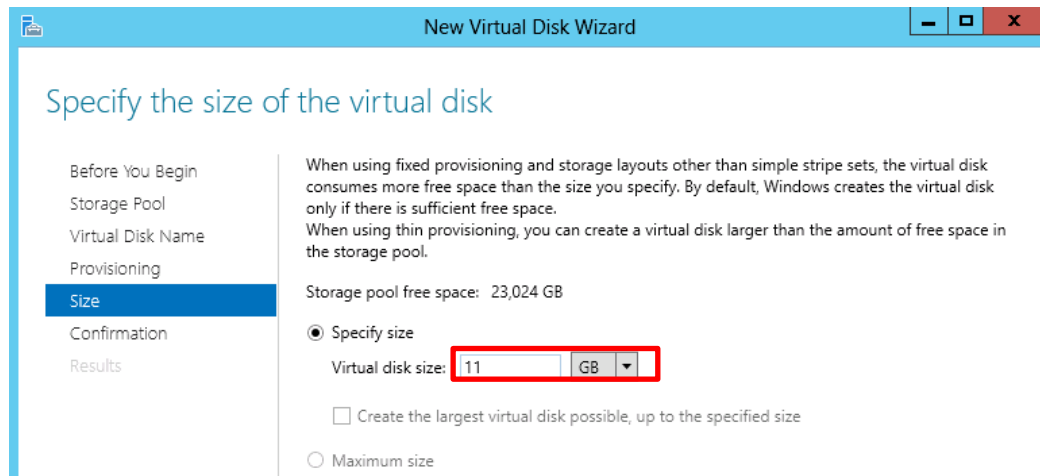 New Virtual Disk Wizard
Specify the size of the virtual disk
Before You Begin
Storage Pool
Virtual Disk Name
Provisioning
Size
Confirmation
Results
When using fixed provisioning and storage layouts other than simple stripe sets, the virtual disk
consumes more free space than the size you specify. By default, Windows creates the virtual disk
only if there is sufficient free space.
When using thin provisioning, you can create a virtual disk larger than the amount of free space in
the storage pool.
Storage pool free space: 23,024 GB
Specify size
Virtual disk size: 11 GB
Create the largest virtual disk possible, up to the specified size
Maximum size